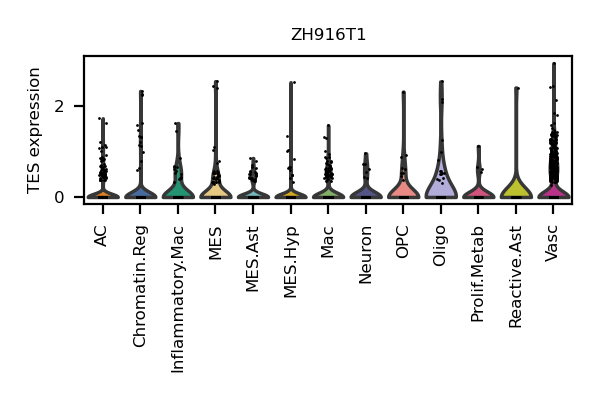 ZH916T1
TES expression
2
0
AC
Chromatin.Reg
Inflammatory.Mac
MES
MES.Ast
MES.Hyp
Mac
Neuron
OPC
Oligo
Prolif.Metab
Reactive.Ast
Vasc